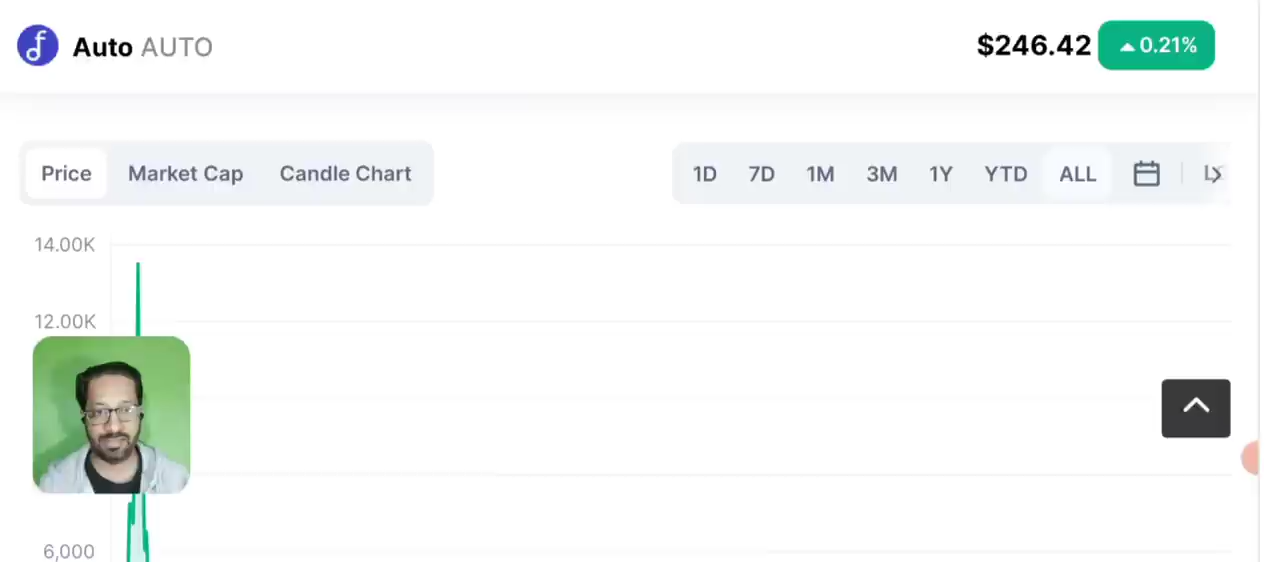 Auto AUTO
$246.42 0.21%
Price Market Cap Candle Chart
1D 7D 1M 3M 1Y YTD ALL
14.00K
12.00K
6,000